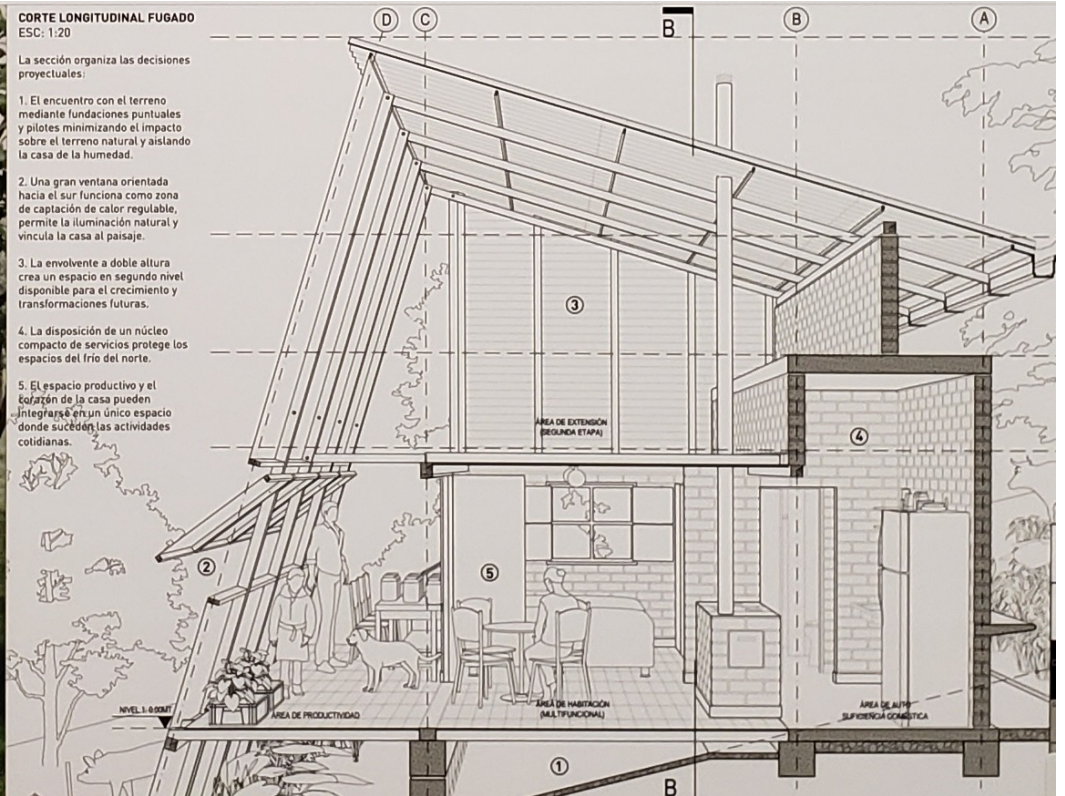 CORTE LONGITUDINAL FUGADO
ESC: 1:20
La sección organiza las decisiones
proyectuales:
1. El encuentro con el terreno
mediante fundaciones puntuales
y pilotes minimizando el impacto
sobre el terreno natural y aislando
la casa de la humedad.
2. Una gran ventana orientada
hacia el sur funciona como zona
de captación de calor regulable,
permite la iluminación natural y
vincula la casa al paisaje.
3. La envolvente a doble altura
crea un espacio en segundo nivel
disponible para el crecimiento y
transformaciones futuras.
4. La disposición de un núcleo
compacto de servicios protege los
espacios del frío del norte.
5. El espacio productivo y el
corazón de la casa pueden
integrarse en un único espacio
donde suceden las actividades
cotidianas.
D
C
B
B
A
3
ÁREA DE EXTENSIÓN
(SEGUNDA ETAPA)
4
2
5
NIVEL 1: 0.00MT
ÁREA DE PRODUCTIVIDAD
ÁREA DE HABITACIÓN
(MULTIFUNCIONAL)
ÁREA DE AUTO
SUFICIENCIA DOMÉSTICA
1
B